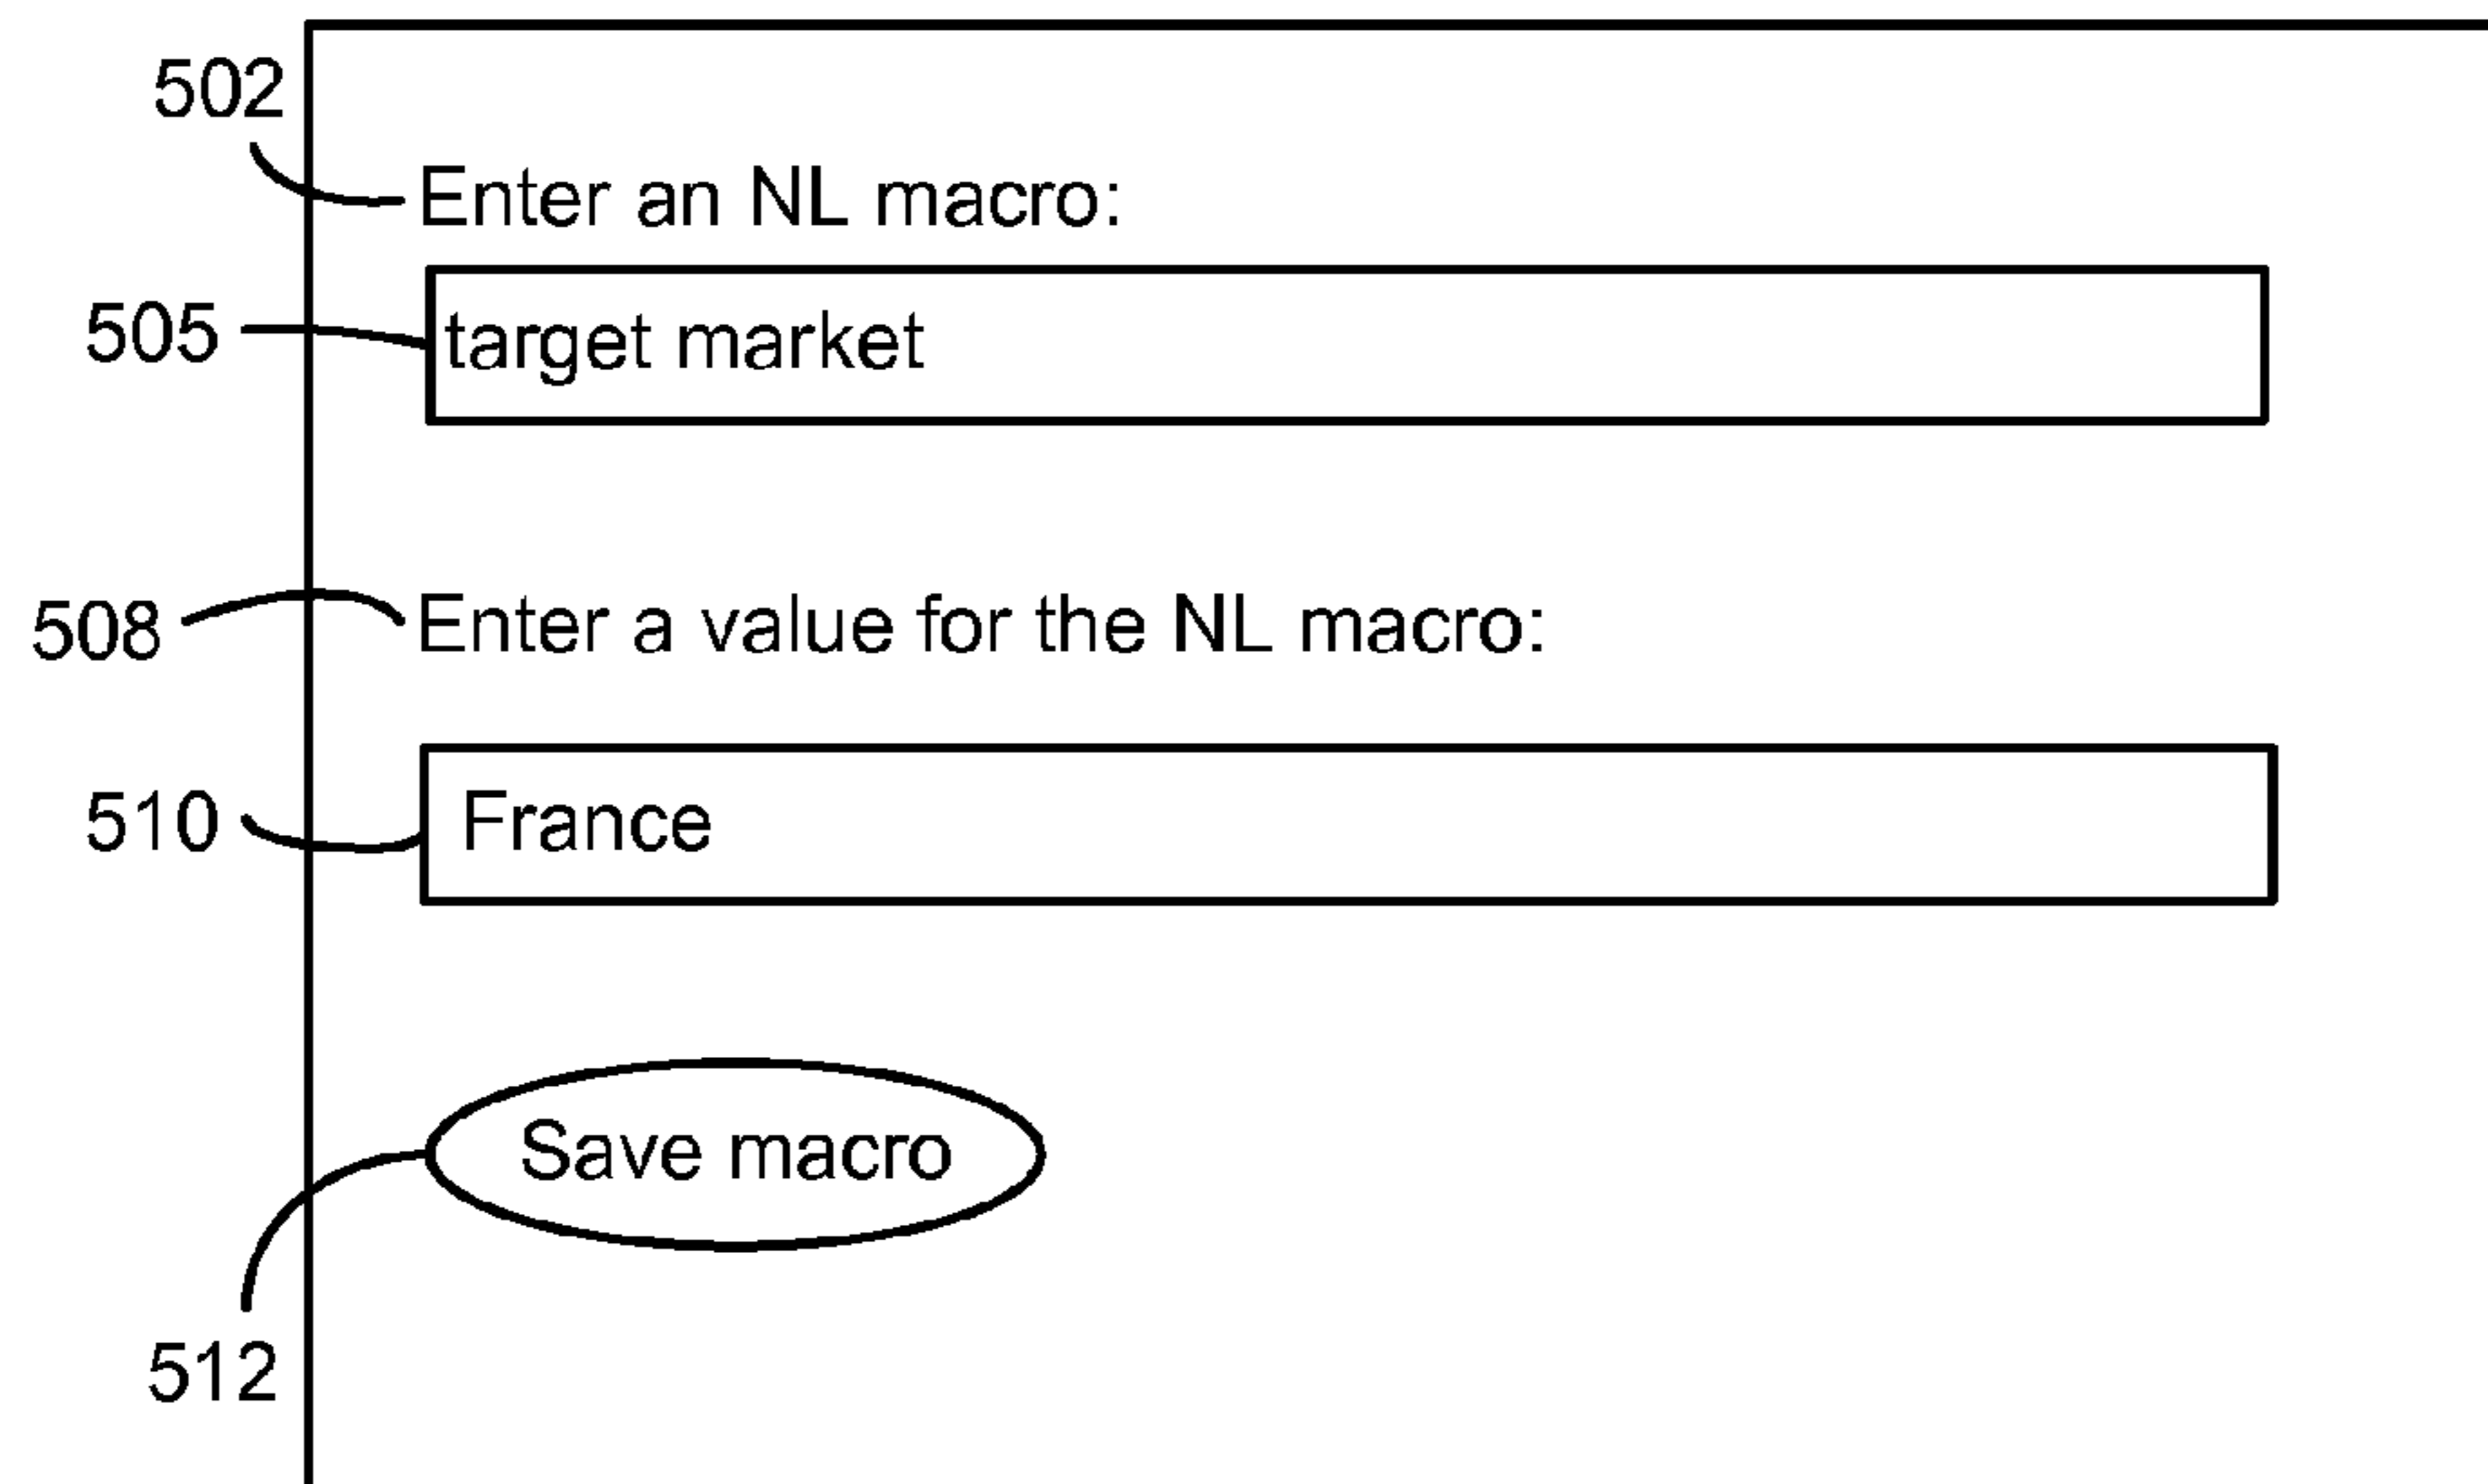 502
Enter an NL macro:
505
target market
508
Enter a value for the NL macro:
510
France
Save macro
512